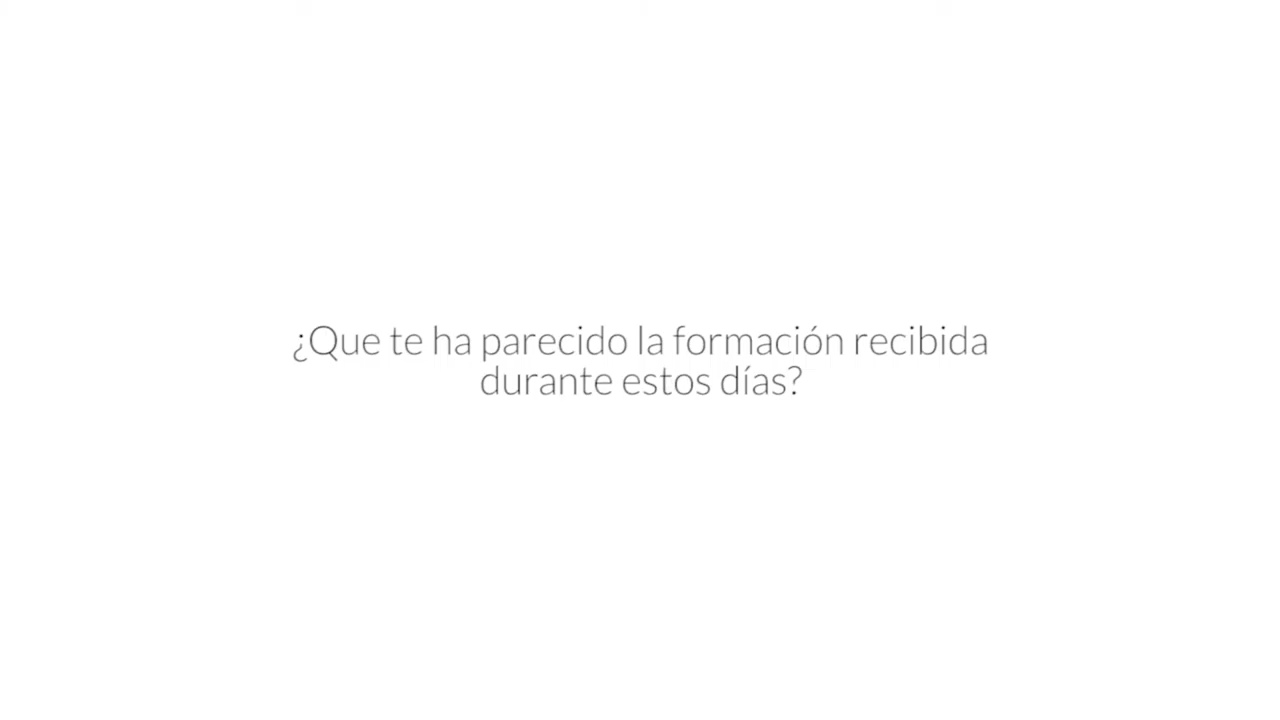 ¿Que te ha parecido la formación recibida
durante estos días?